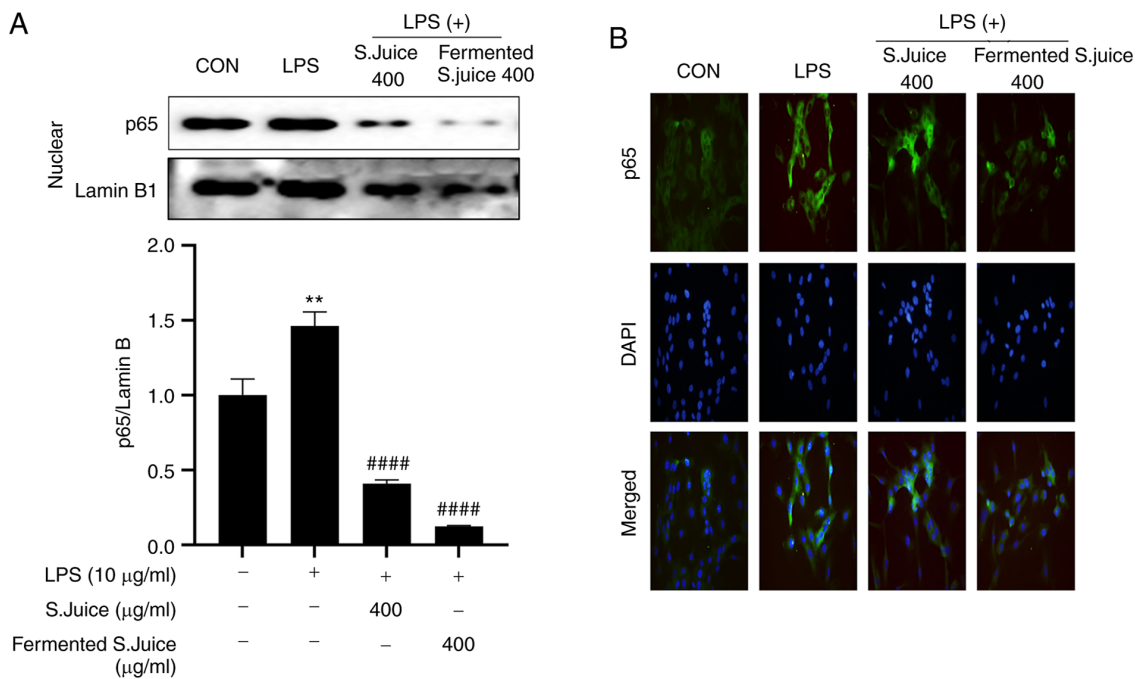 A
LPS (+)
CON
LPS
S.Juice
400
Fermented
S.juice 400
Nuclear
p65
Lamin B1
p65/Lamin B
2.0
1.5
1.0
0.5
0.0
**
####
####
LPS (10 μg/ml) – + + +
S.Juice (μg/ml) – – 400 –
Fermented S.Juice – – – 400
(μg/ml)
B
LPS (+)
CON
LPS
S.Juice
400
Fermented S.juice
400
p65
DAPI
Merged